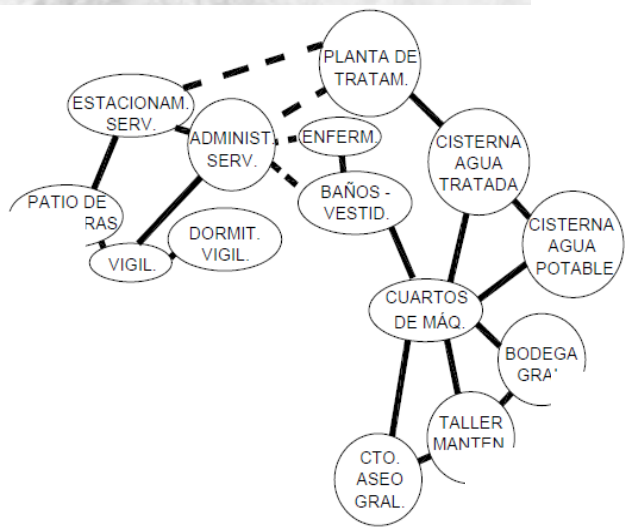 PLANTA DE
TRATAM.
ESTACIONAM.
SERV.
ADMINIST.
SERV.
ENFERM.
CISTERNA
AGUA
TRATADA
BAÑOS -
VESTID.
PATIO DE
RAS
DORMIT.
VIGIL.
VIGIL.
CISTERNA
AGUA
POTABLE
CUARTOS
DE MÁQ.
BODEGA
TALLER
MANTEN
CTO.
ASEO
GRAL.